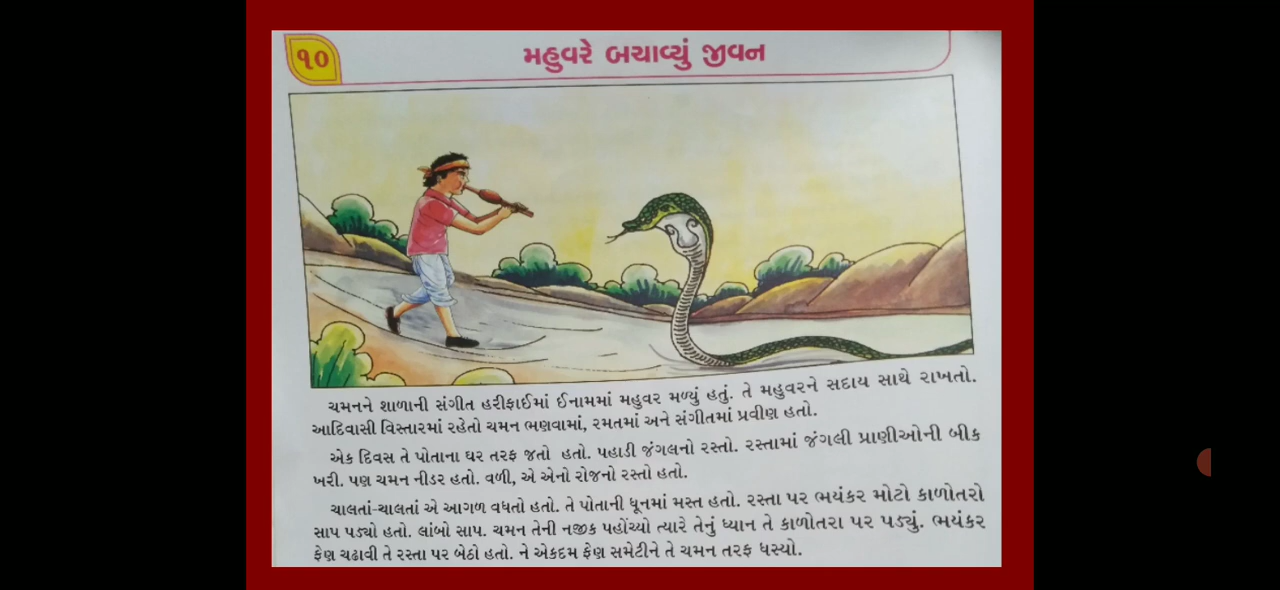 ૧૦
મહુવરે બચાવ્યું જીવન
ચમનને શાળાની સંગીત હરીફાઈમાં ઈનામમાં મહુવર મળ્યું હતું. તે મહુવરને સદાય સાથે રાખતો.
આદિવાસી વિસ્તારમાં રહેતો ચમન ભણવામાં, રમતમાં અને સંગીતમાં પ્રવીણ હતો.
એક દિવસ તે પોતાના ઘર તરફ જતો હતો. પહાડી જંગલનો રસ્તો. રસ્તામાં જંગલી પ્રાણીઓની બીક
ખરી. પણ ચમન નીડર હતો. વળી, એ એનો રોજનો રસ્તો હતો.
ચાલતાં-ચાલતાં એ આગળ વધતો હતો. તે પોતાની ધૂનમાં મસ્ત હતો. રસ્તા પર ભયંકર મોટો કાળોતરો
સાપ પડ્યો હતો. લાંબો સાપ. ચમન તેની નજીક પહોંચ્યો ત્યારે તેનું ધ્યાન તે કાળોતરા પર પડ્યું. ભયંકર
ફેણ ચઢાવી તે રસ્તા પર બેઠો હતો. ને એકદમ ફેણ સમેટીને તે ચમન તરફ ધસ્યો.